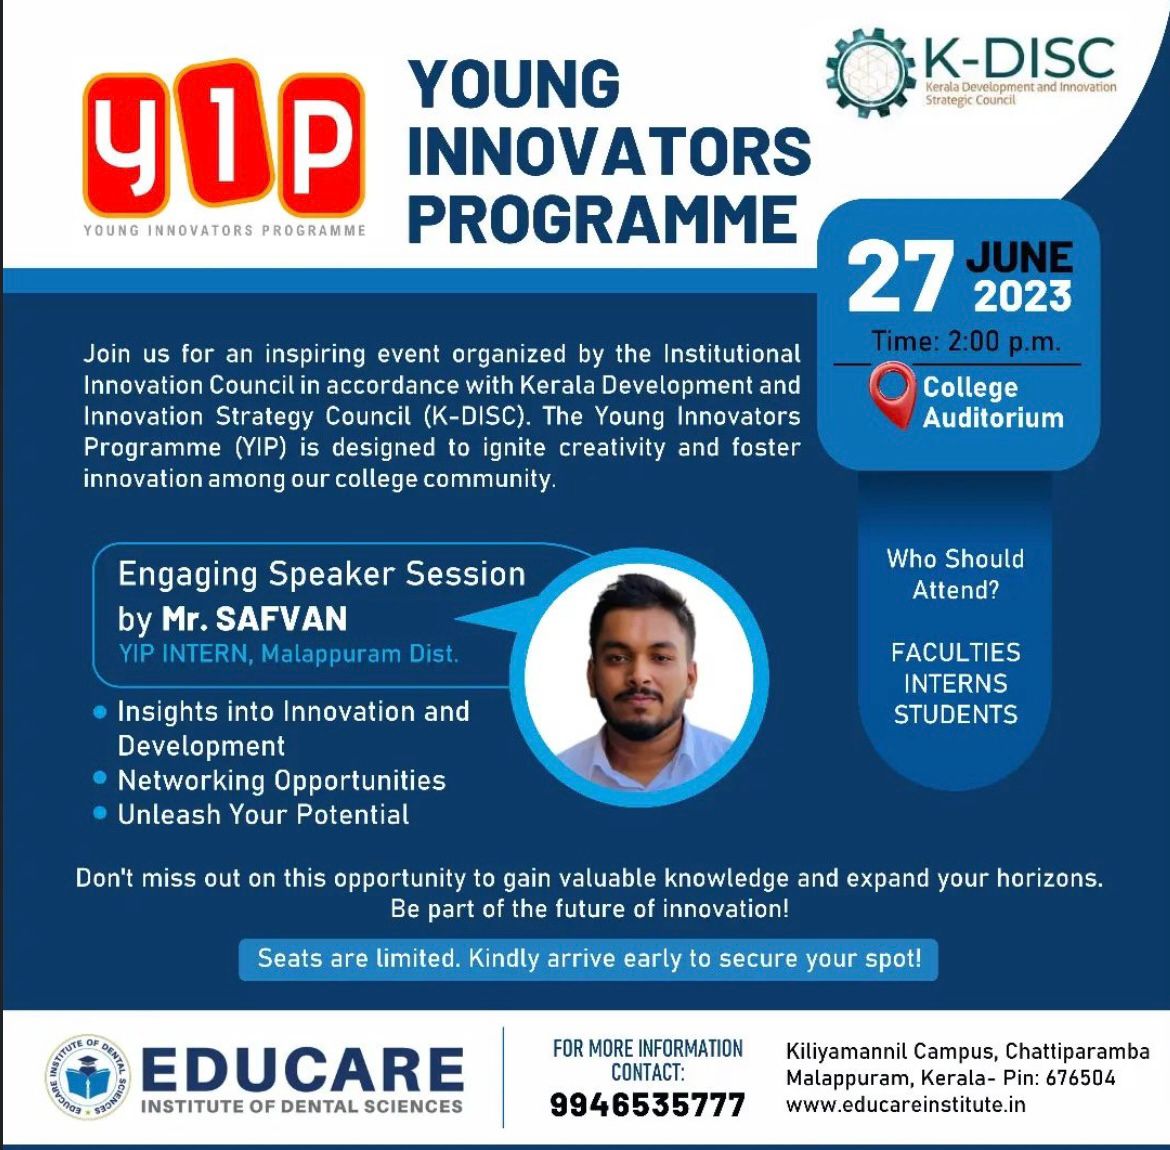 yip
YOUNG INNOVATORS PROGRAMME
YOUNG
INNOVATORS
PROGRAMME
K-DISC
Kerala Development and Innovation
Strategic Council
27 JUNE
2023
Time: 2:00 p.m.
College
Auditorium
Join us for an inspiring event organized by the Institutional
Innovation Council in accordance with Kerala Development and
Innovation Strategy Council (K-DISC). The Young Innovators
Programme (YIP) is designed to ignite creativity and foster
innovation among our college community.
Who Should
Attend?
FACULTIES
INTERNS
STUDENTS
Engaging Speaker Session
by Mr. SAFVAN
YIP INTERN, Malappuram Dist.
Insights into Innovation and
Development
Networking Opportunities
Unleash Your Potential
Don't miss out on this opportunity to gain valuable knowledge and expand your horizons.
Be part of the future of innovation!
Seats are limited. Kindly arrive early to secure your spot!
EDUCARE INSTITUTE OF DENTAL SCIENCES
EDUCARE
INSTITUTE OF DENTAL SCIENCES
FOR MORE INFORMATION
CONTACT:
9946535777
Kiliyamannil Campus, Chattiparamba
Malappuram, Kerala- Pin: 676504
www.educareinstitute.in